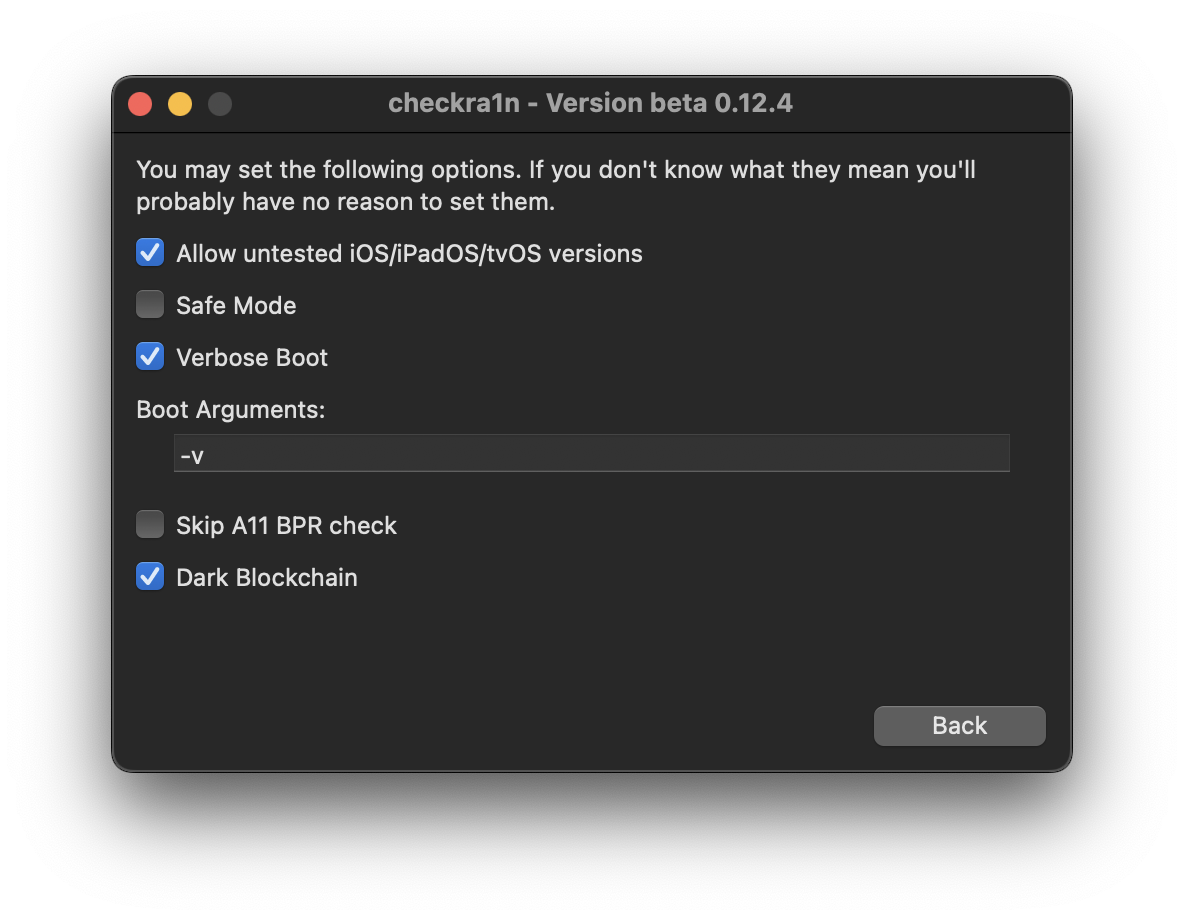 checkra1n - Version beta 0.12.4
You may set the following options. If you don't know what they mean you'll
probably have no reason to set them.
Allow untested iOS/iPadOS/tvOS versions
Safe Mode
Verbose Boot
Boot Arguments:
-v
Skip A11 BPR check
Dark Blockchain
Back